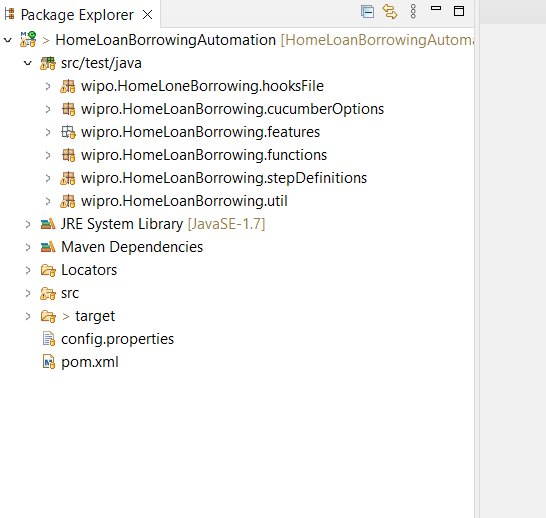 Package Explorer
> HomeLoanBorrowingAutomation [HomeLoanBorrowingAutoma
src/test/java
wipo.HomeLoneBorrowing.hooksFile
wipro.HomeLoanBorrowing.cucumberOptions
wipro.HomeLoanBorrowing.features
wipro.HomeLoanBorrowing.functions
wipro.HomeLoanBorrowing.stepDefinitions
wipro.HomeLoanBorrowing.util
JRE System Library [JavaSE-1.7]
Maven Dependencies
Locators
src
> target
config.properties
pom.xml